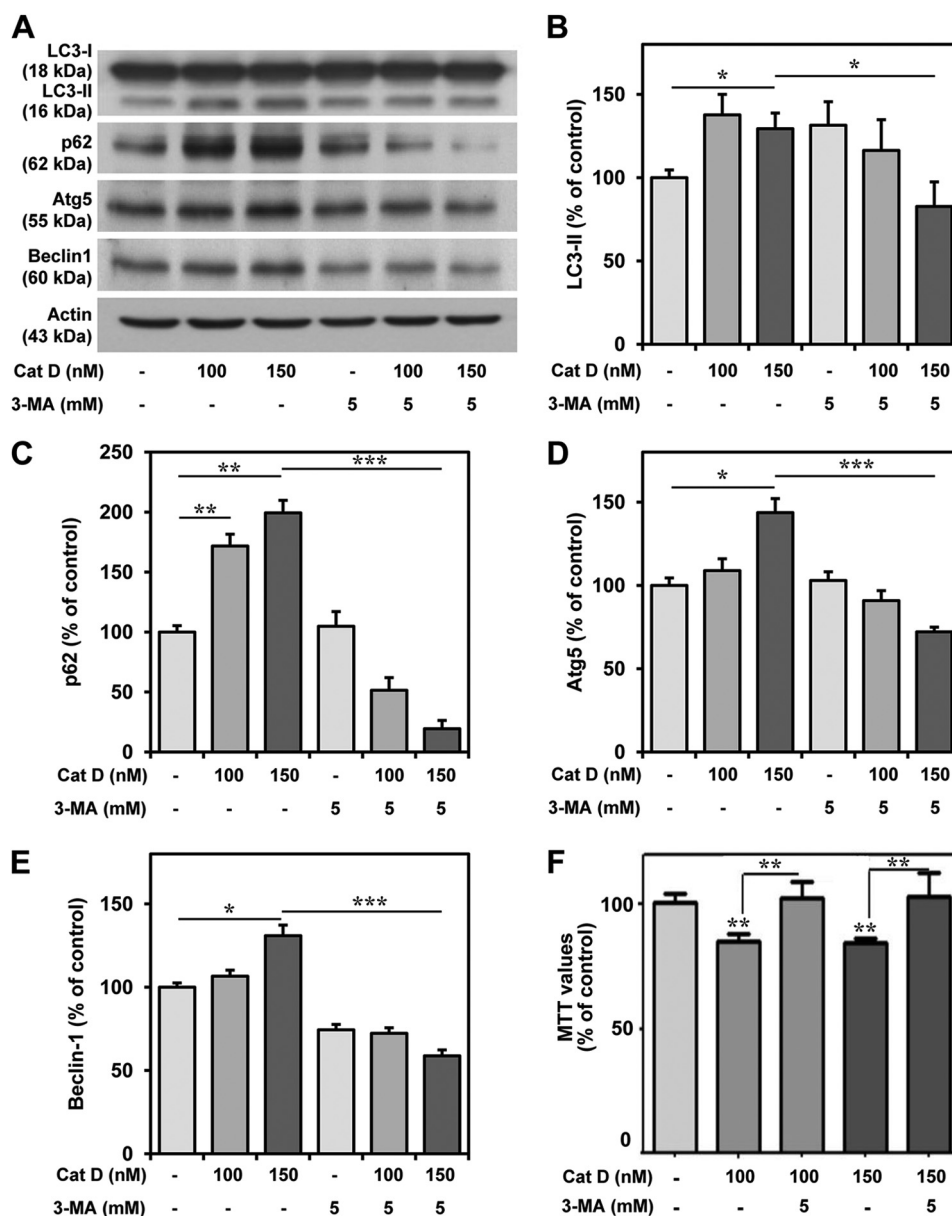 A
LC3-I
(18 kDa)
LC3-II
(16 kDa)
p62
(62 kDa)
Atg5
(55 kDa)
Beclin1
(60 kDa)
Actin
(43 kDa)
Cat D (nM) - 100 150 - 100 150
3-MA (mM) - - - 5 5 5
B
LC3-II (% of control)
150
100
50
0
* *
Cat D (nM) - 100 150 - 100 150
3-MA (mM) - - - 5 5 5
C
p62 (% of control)
250
200
150
100
50
0
** ***
**
Cat D (nM) - 100 150 - 100 150
3-MA (mM) - - - 5 5 5
D
Atg5 (% of control)
150
100
50
0
* ***
Cat D (nM) - 100 150 - 100 150
3-MA (mM) - - - 5 5 5
E
Beclin-1 (% of control)
150
100
50
0
* ***
Cat D (nM) - 100 150 - 100 150
3-MA (mM) - - - 5 5 5
F
MTT values
(% of control)
100
50
0
** **
** **
Cat D (nM) - 100 100 150 150
3-MA (mM) - - 5 - 5